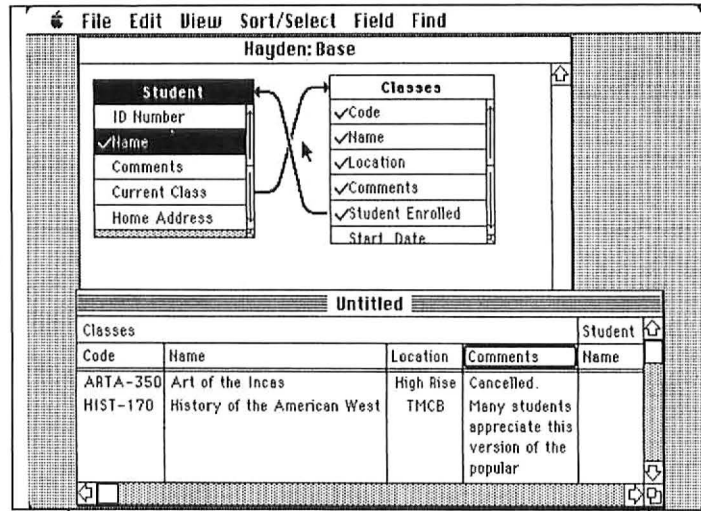 File Edit View Sort/Select Field Find
Hayden:Base
Student
ID Number
✓Name
Comments
Current Class
Home Address
Classes
✓Code
✓Name
✓Location
✓Comments
✓Student Enrolled
Start Date
Untitled
Classes Student
Code Name Location Comments Name
ARTA-350 Art of the Incas High Rise Cancelled.
HIST-170 History of the American West TMCB Many students
appreciate this
version of the
popular